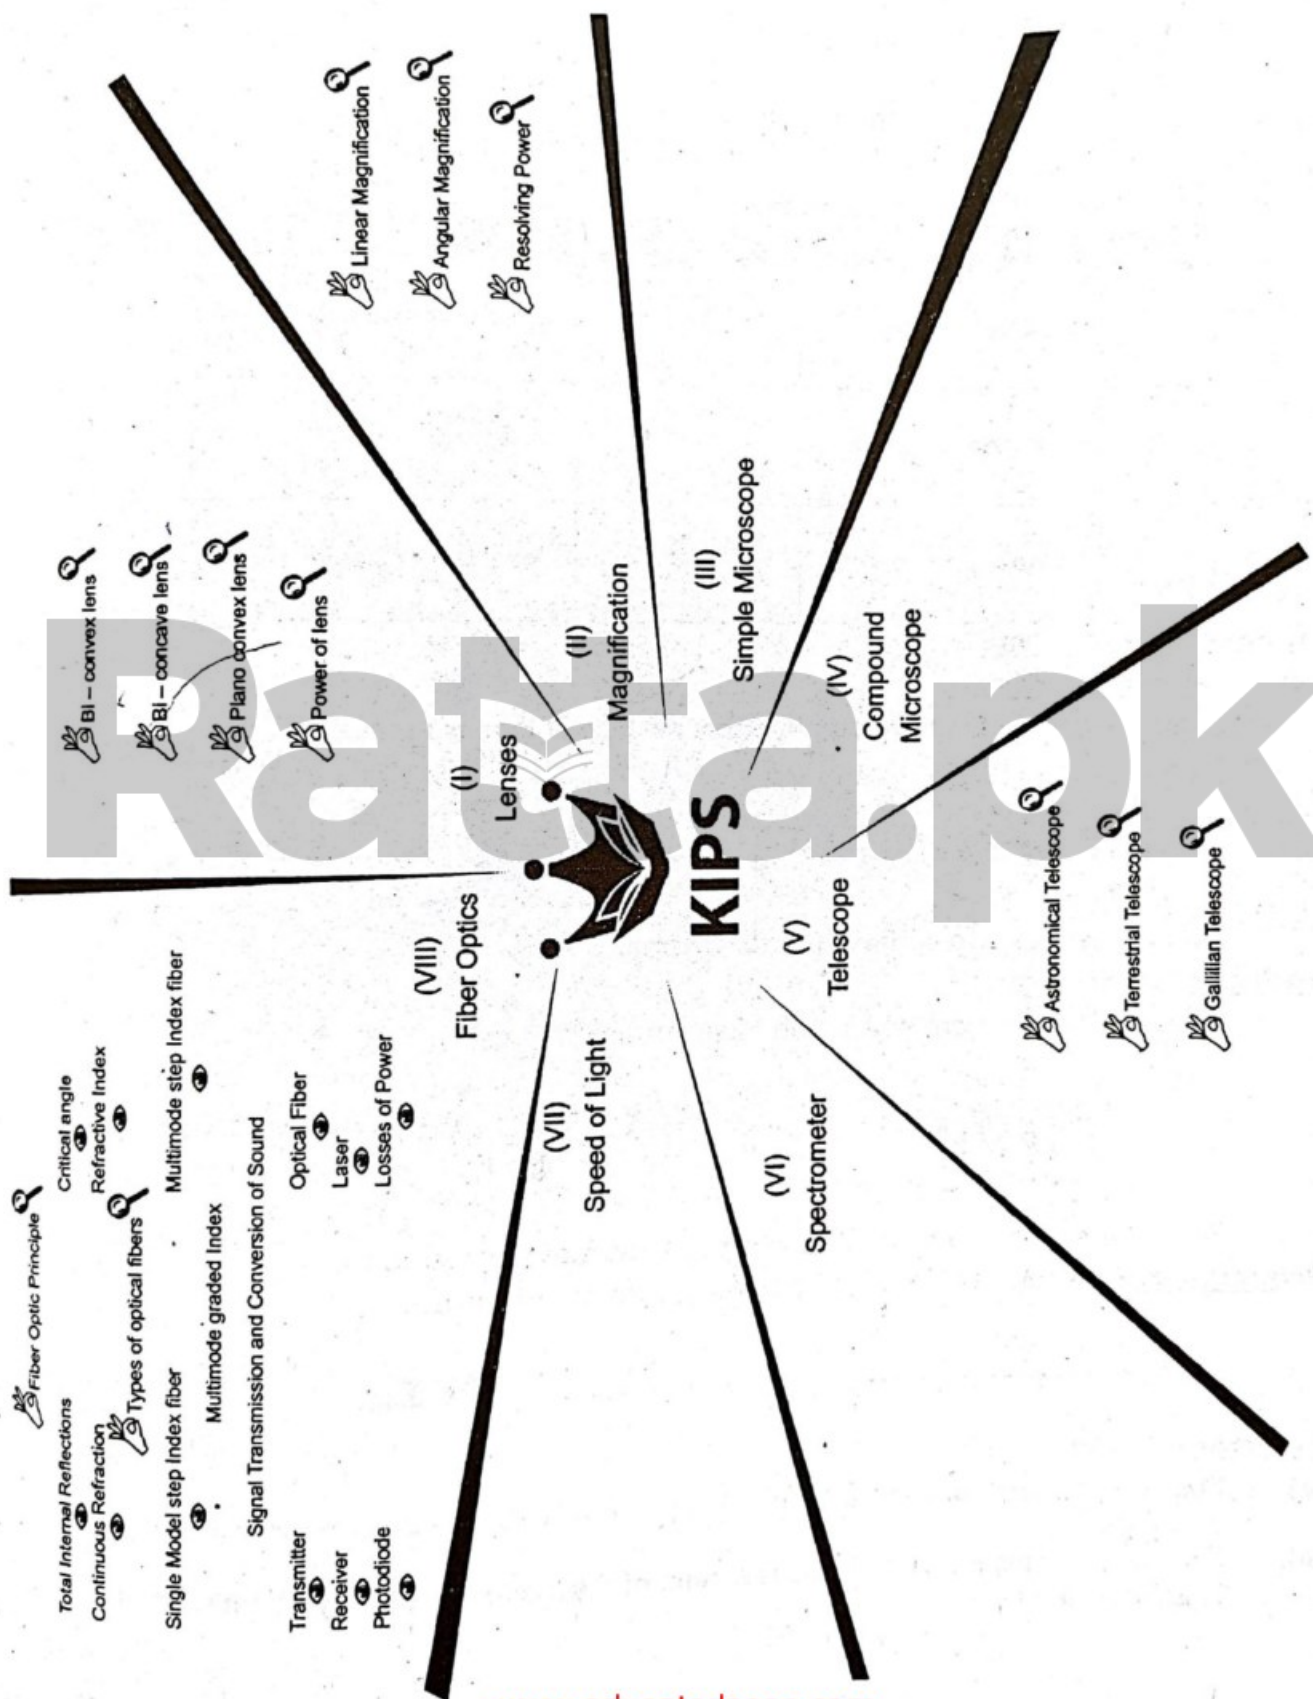 Fiber Optic Principle
Total Internal Reflections
Critical angle
Continuous Refraction
Refractive Index
Types of optical fibers
Single Model step Index fiber
Multimode step Index fiber
Multimode graded Index
Signal Transmission and Conversion of Sound
Transmitter
Optical Fiber
Receiver
Laser
Photodiode
Losses of Power
(VIII)
Fiber Optics
(I)
Lenses
Bi – convex lens
Bi – concave lens
Plano convex lens
Power of lens
(II)
Magnification
Linear Magnification
Angular Magnification
Resolving Power
(III)
Simple Microscope
(IV)
Compound
Microscope
(V)
Telescope
Astronomical Telescope
Terrestrial Telescope
Gallilian Telescope
(VI)
Spectrometer
(VII)
Speed of Light
KIPS
Ratta.pk